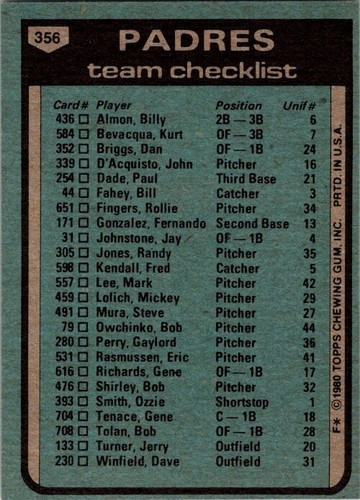 356
PADRES
team checklist
Card# Player Position Unif#
436 Almon, Billy 2B — 3B 6
584 Bevacqua, Kurt OF — 3B 7
352 Briggs, Dan OF — 1B 24
339 D'Acquisto, John Pitcher 16
254 Dade, Paul Third Base 21
44 Fahey, Bill Catcher 3
651 Fingers, Rollie Pitcher 34
171 Gonzalez, Fernando Second Base 13
31 Johnstone, Jay OF — 1B 4
305 Jones, Randy Pitcher 35
598 Kendall, Fred Catcher 5
557 Lee, Mark Pitcher 42
459 Lolich, Mickey Pitcher 29
491 Mura, Steve Pitcher 27
79 Owchinko, Bob Pitcher 44
280 Perry, Gaylord Pitcher 36
531 Rasmussen, Eric Pitcher 41
616 Richards, Gene OF — 1B 17
476 Shirley, Bob Pitcher 32
393 Smith, Ozzie Shortstop 1
704 Tenace, Gene C — 1B 18
708 Tolan, Bob OF — 1B 28
133 Turner, Jerry Outfield 20
230 Winfield, Dave Outfield 31
F* ©1980 TOPPS CHEWING GUM, INC. PRTD. IN U.S.A.